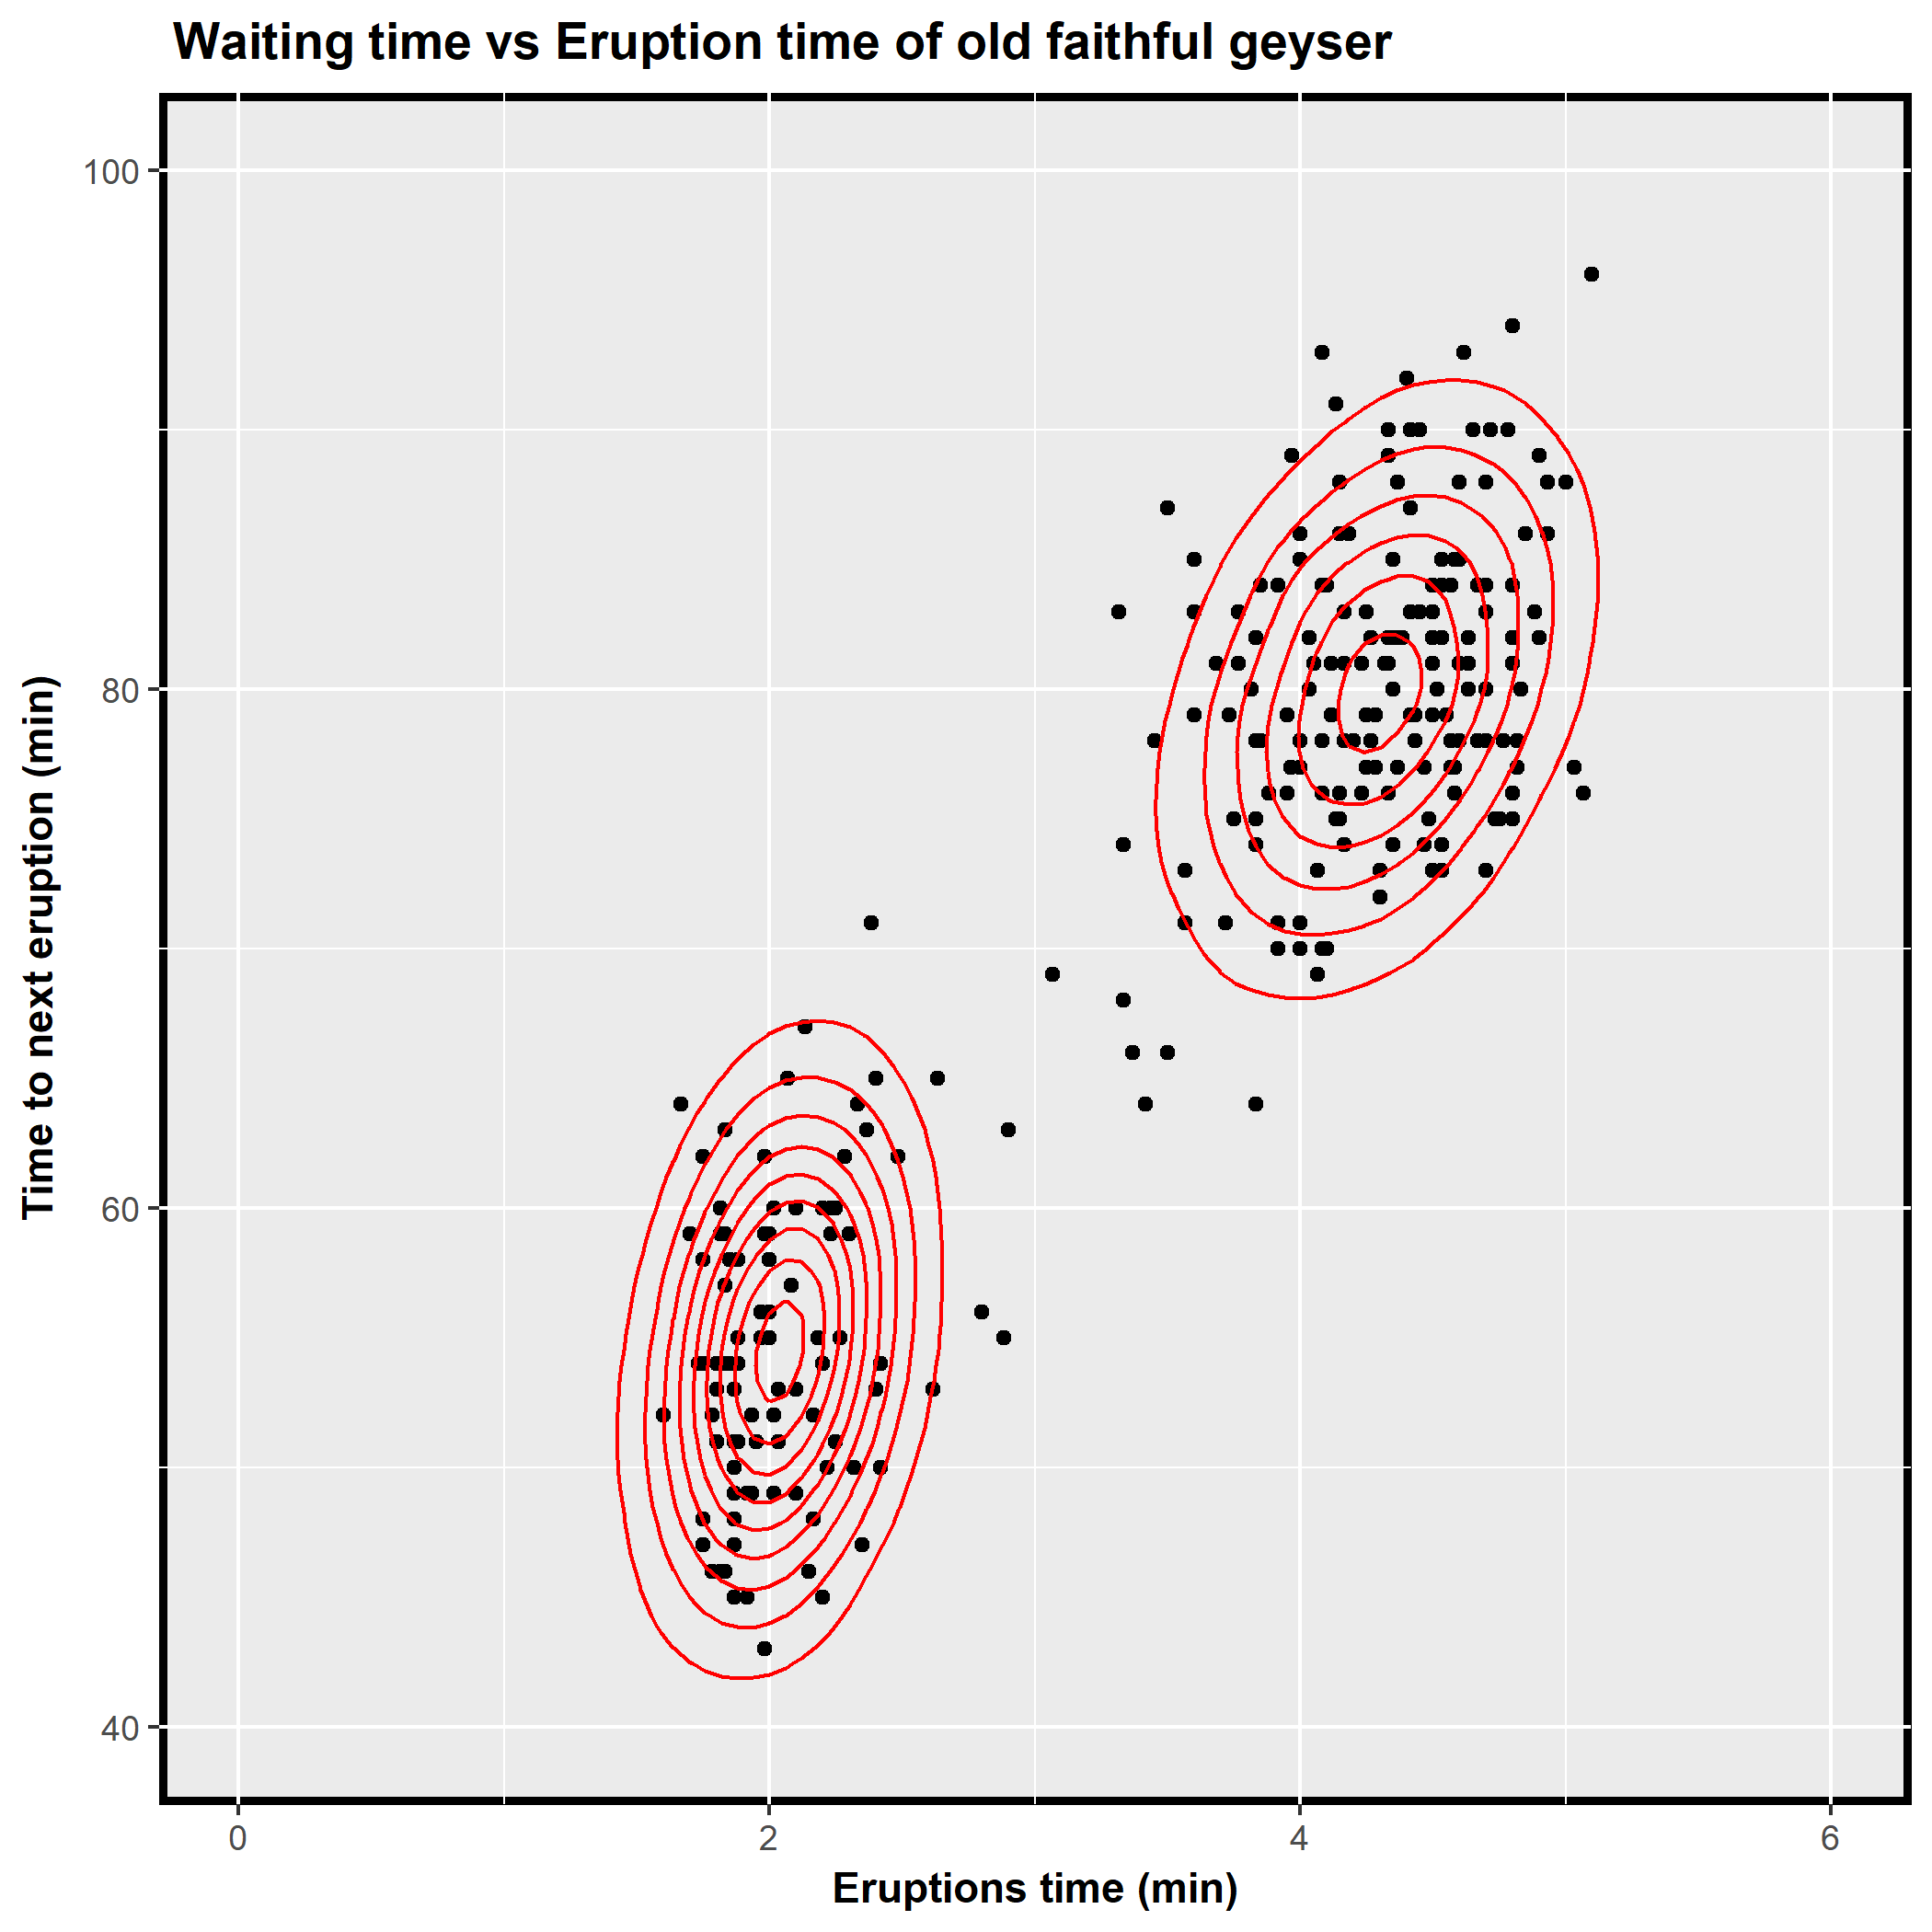 Waiting time vs Eruption time of old faithful geyser
Time to next eruption (min)
100
80
60
40
0 2 4 6
Eruptions time (min)